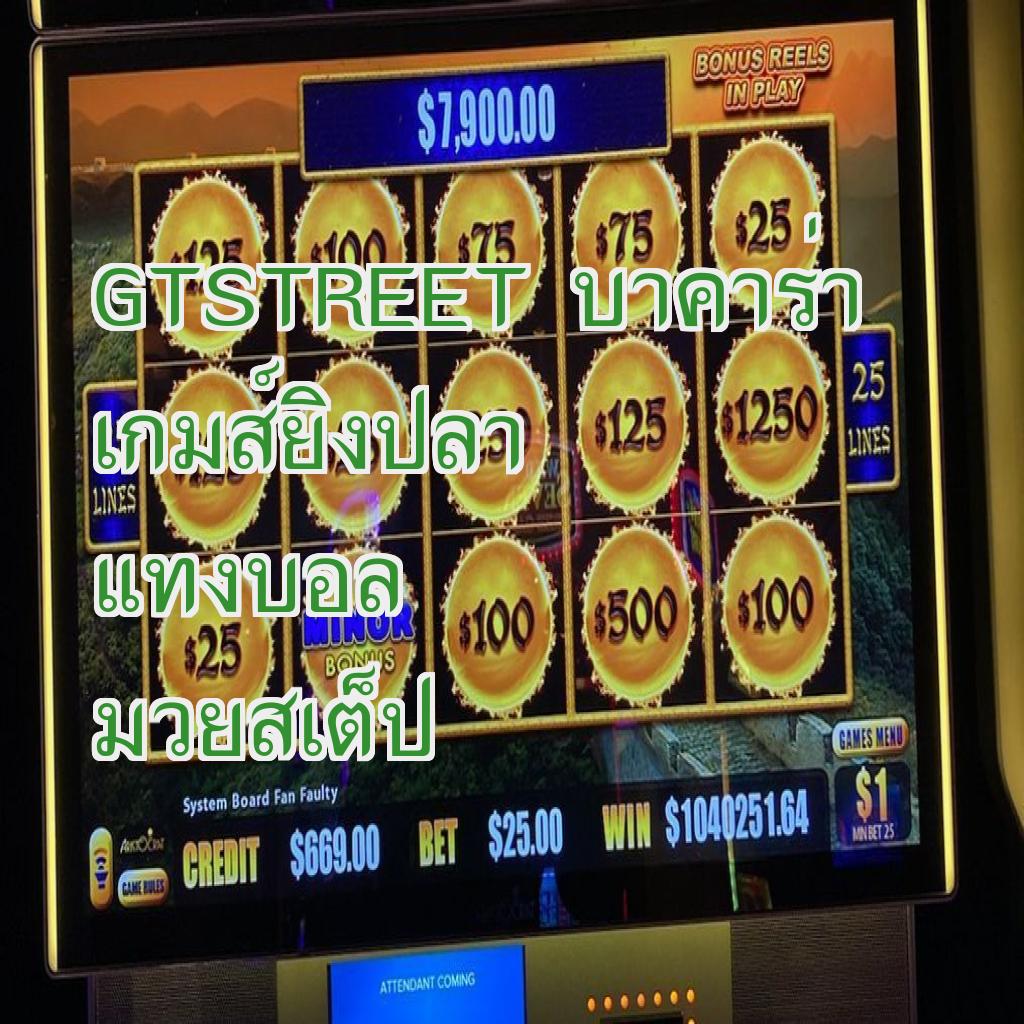 BONUS REELS
IN PLAY
$7,900.00
$125 $100 $75 $75 $25
GTSTREET บาคาร่า
25
LINES
เกมส์ยิงปลา
$125 $1250
LINES
แทงบอล
MINOR
BONUS
$25 $100 $500 $100
มวยสเต็ป
GAMES MENU
System Board Fan Faulty
$1
MIN BET 25
ARISTOCRAT
GAME RULES
CREDIT $669.00 BET $25.00 WIN $1040251.64
ATTENDANT COMING